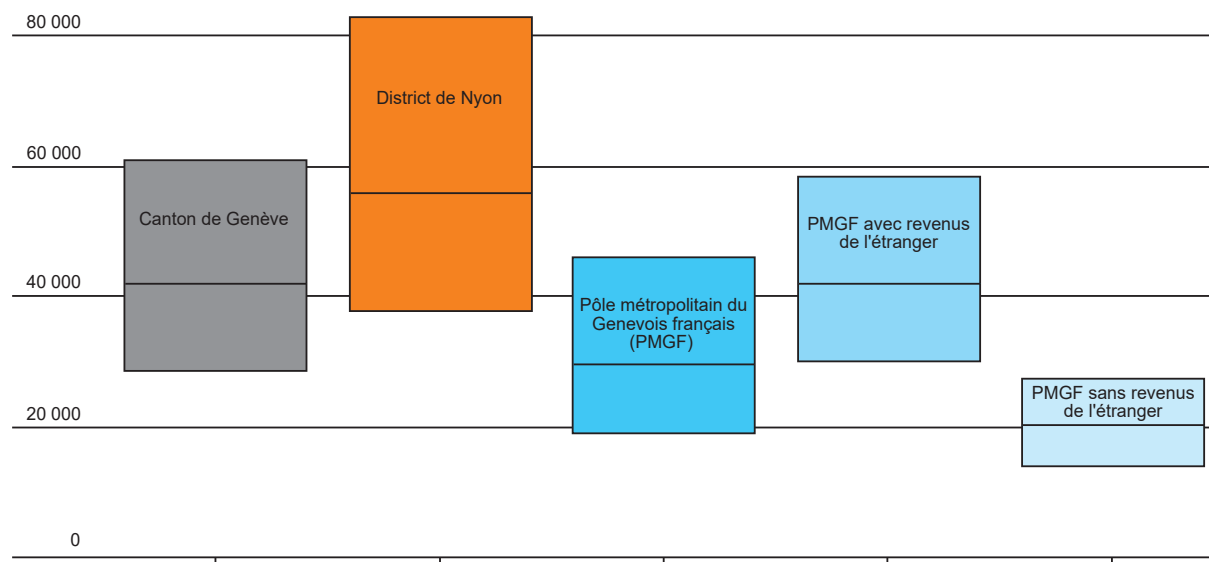 80 000
District de Nyon
60 000
Canton de Genève
PMGF avec revenus
de l'étranger
40 000
Pôle métropolitain du
Genevois français
(PMGF)
PMGF sans revenus
de l'étranger
20 000
0